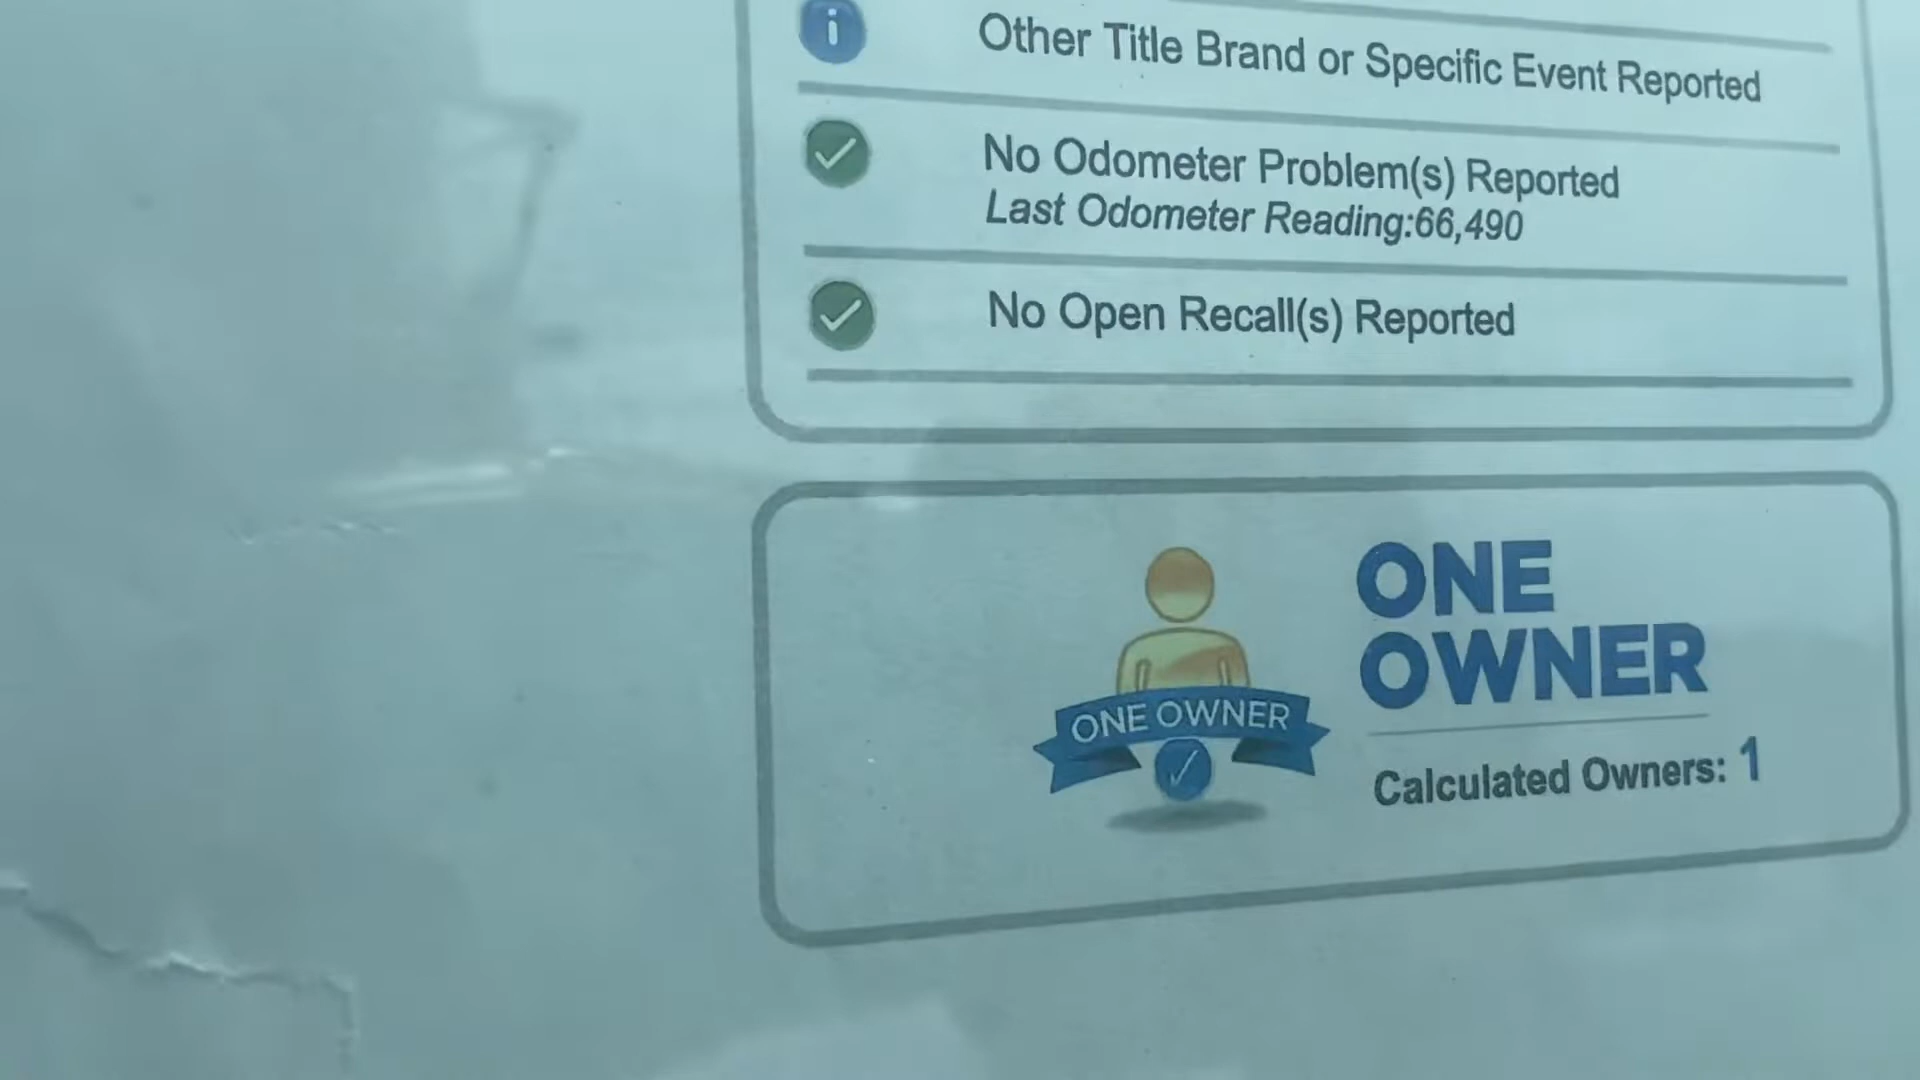 Other Title Brand or Specific Event Reported
No Odometer Problem(s) Reported
Last Odometer Reading:66,490
No Open Recall(s) Reported
ONE OWNER
ONE
OWNER
Calculated Owners: 1